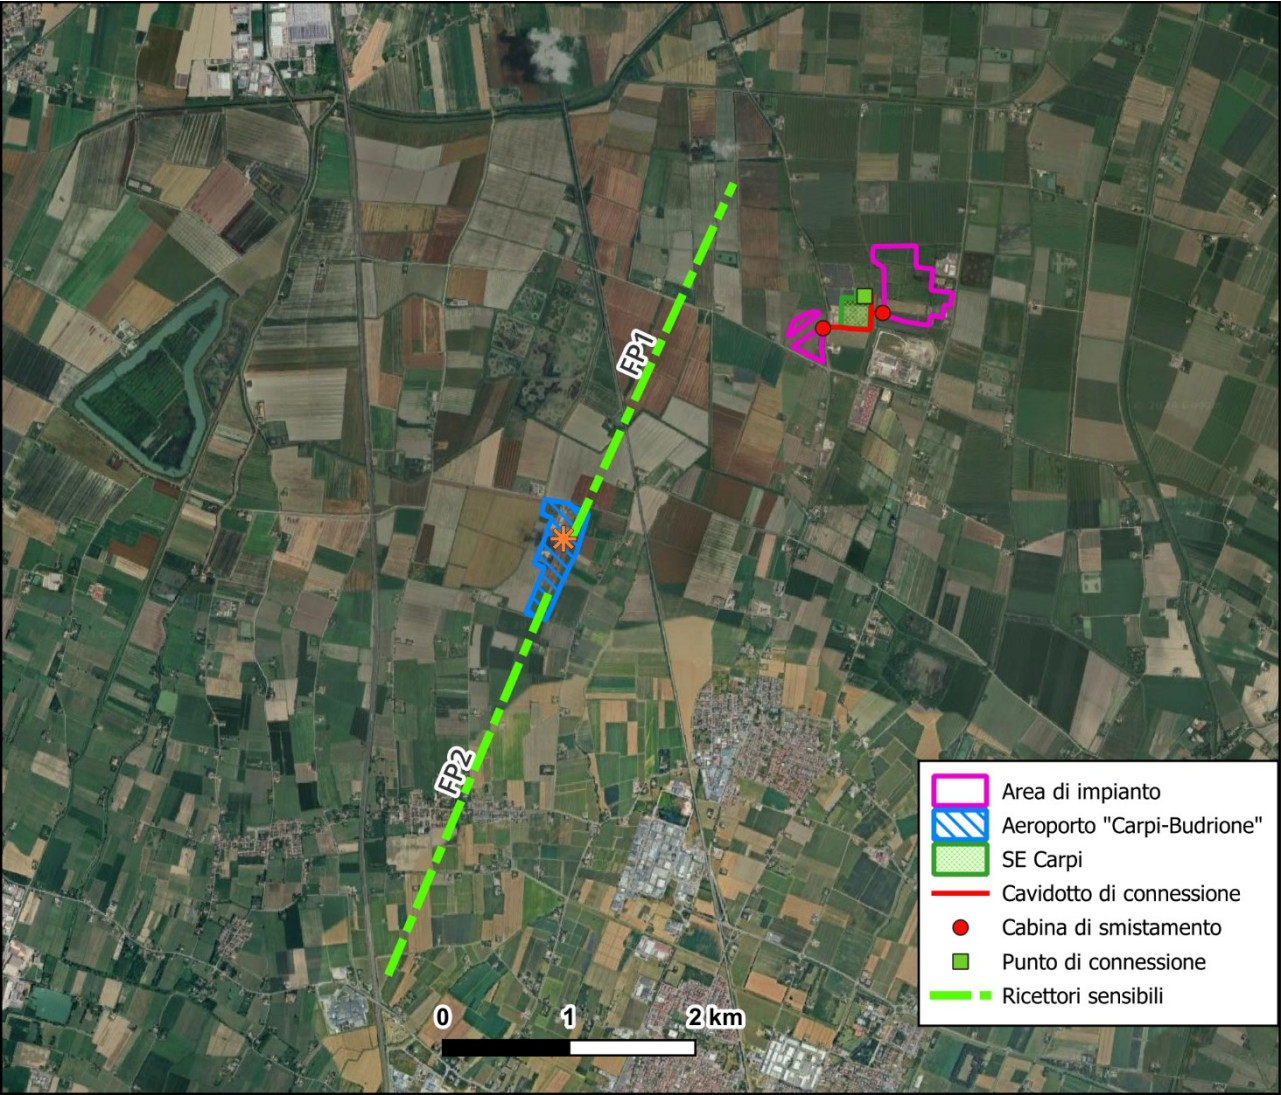 FP1
FP2
0 1 2 km
Area di impianto
Aeroporto "Carpi-Budrione"
SE Carpi
Cavidotto di connessione
Cabina di smistamento
Punto di connessione
Ricettori sensibili